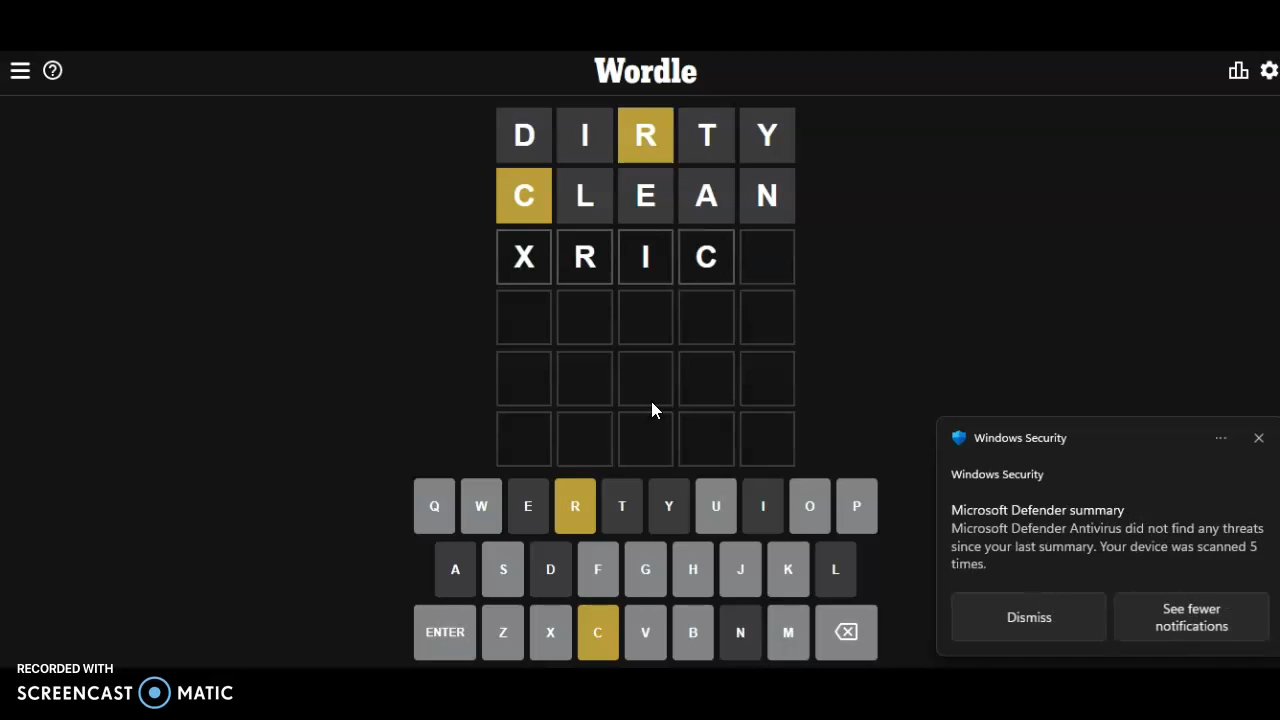 Wordle
D I R T Y
C L E A N
X R I C
Q W E R T Y U I O P
A S D F G H J K L
ENTER Z X C V B N M
Windows Security
Windows Security
Microsoft Defender summary
Microsoft Defender Antivirus did not find any threats
since your last summary. Your device was scanned 5
times.
Dismiss
See fewer
notifications
RECORDED WITH
SCREENCAST MATIC